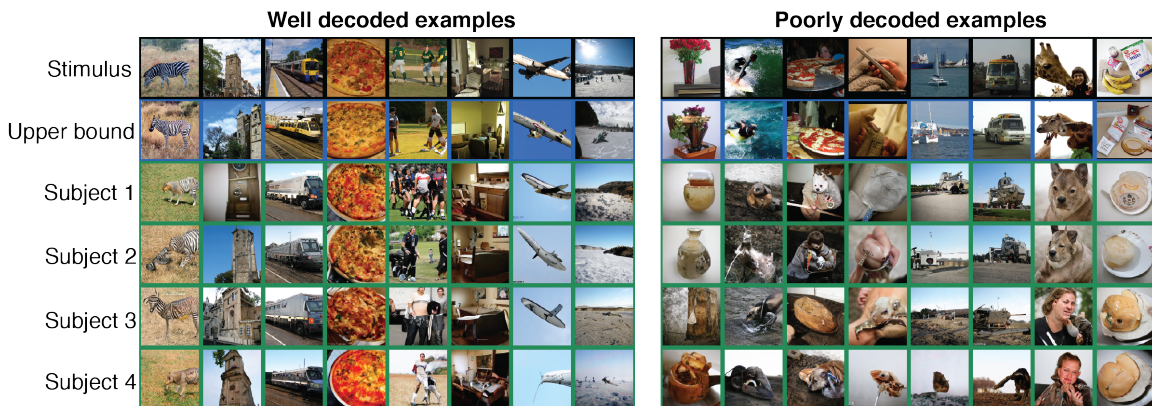 Well decoded examples
Poorly decoded examples
Stimulus
Upper bound
Subject 1
Subject 2
Subject 3
Subject 4